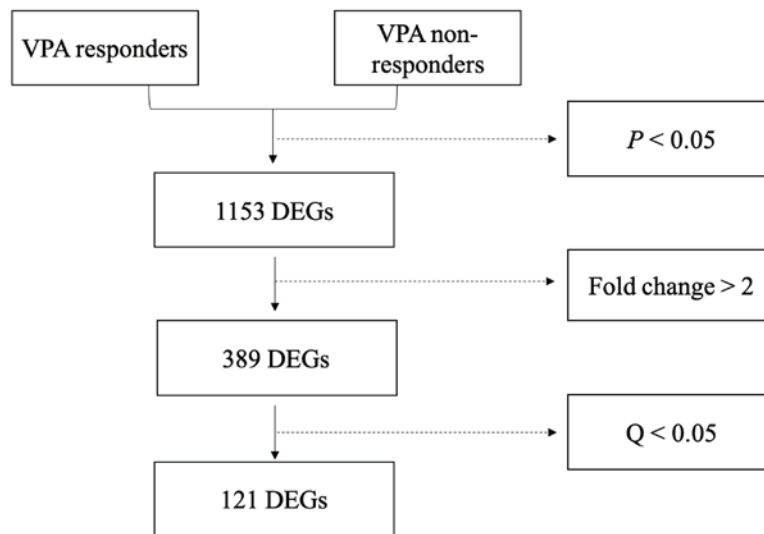 VPA responders
VPA non-
responders
P < 0.05
1153 DEGs
Fold change > 2
389 DEGs
Q < 0.05
121 DEGs